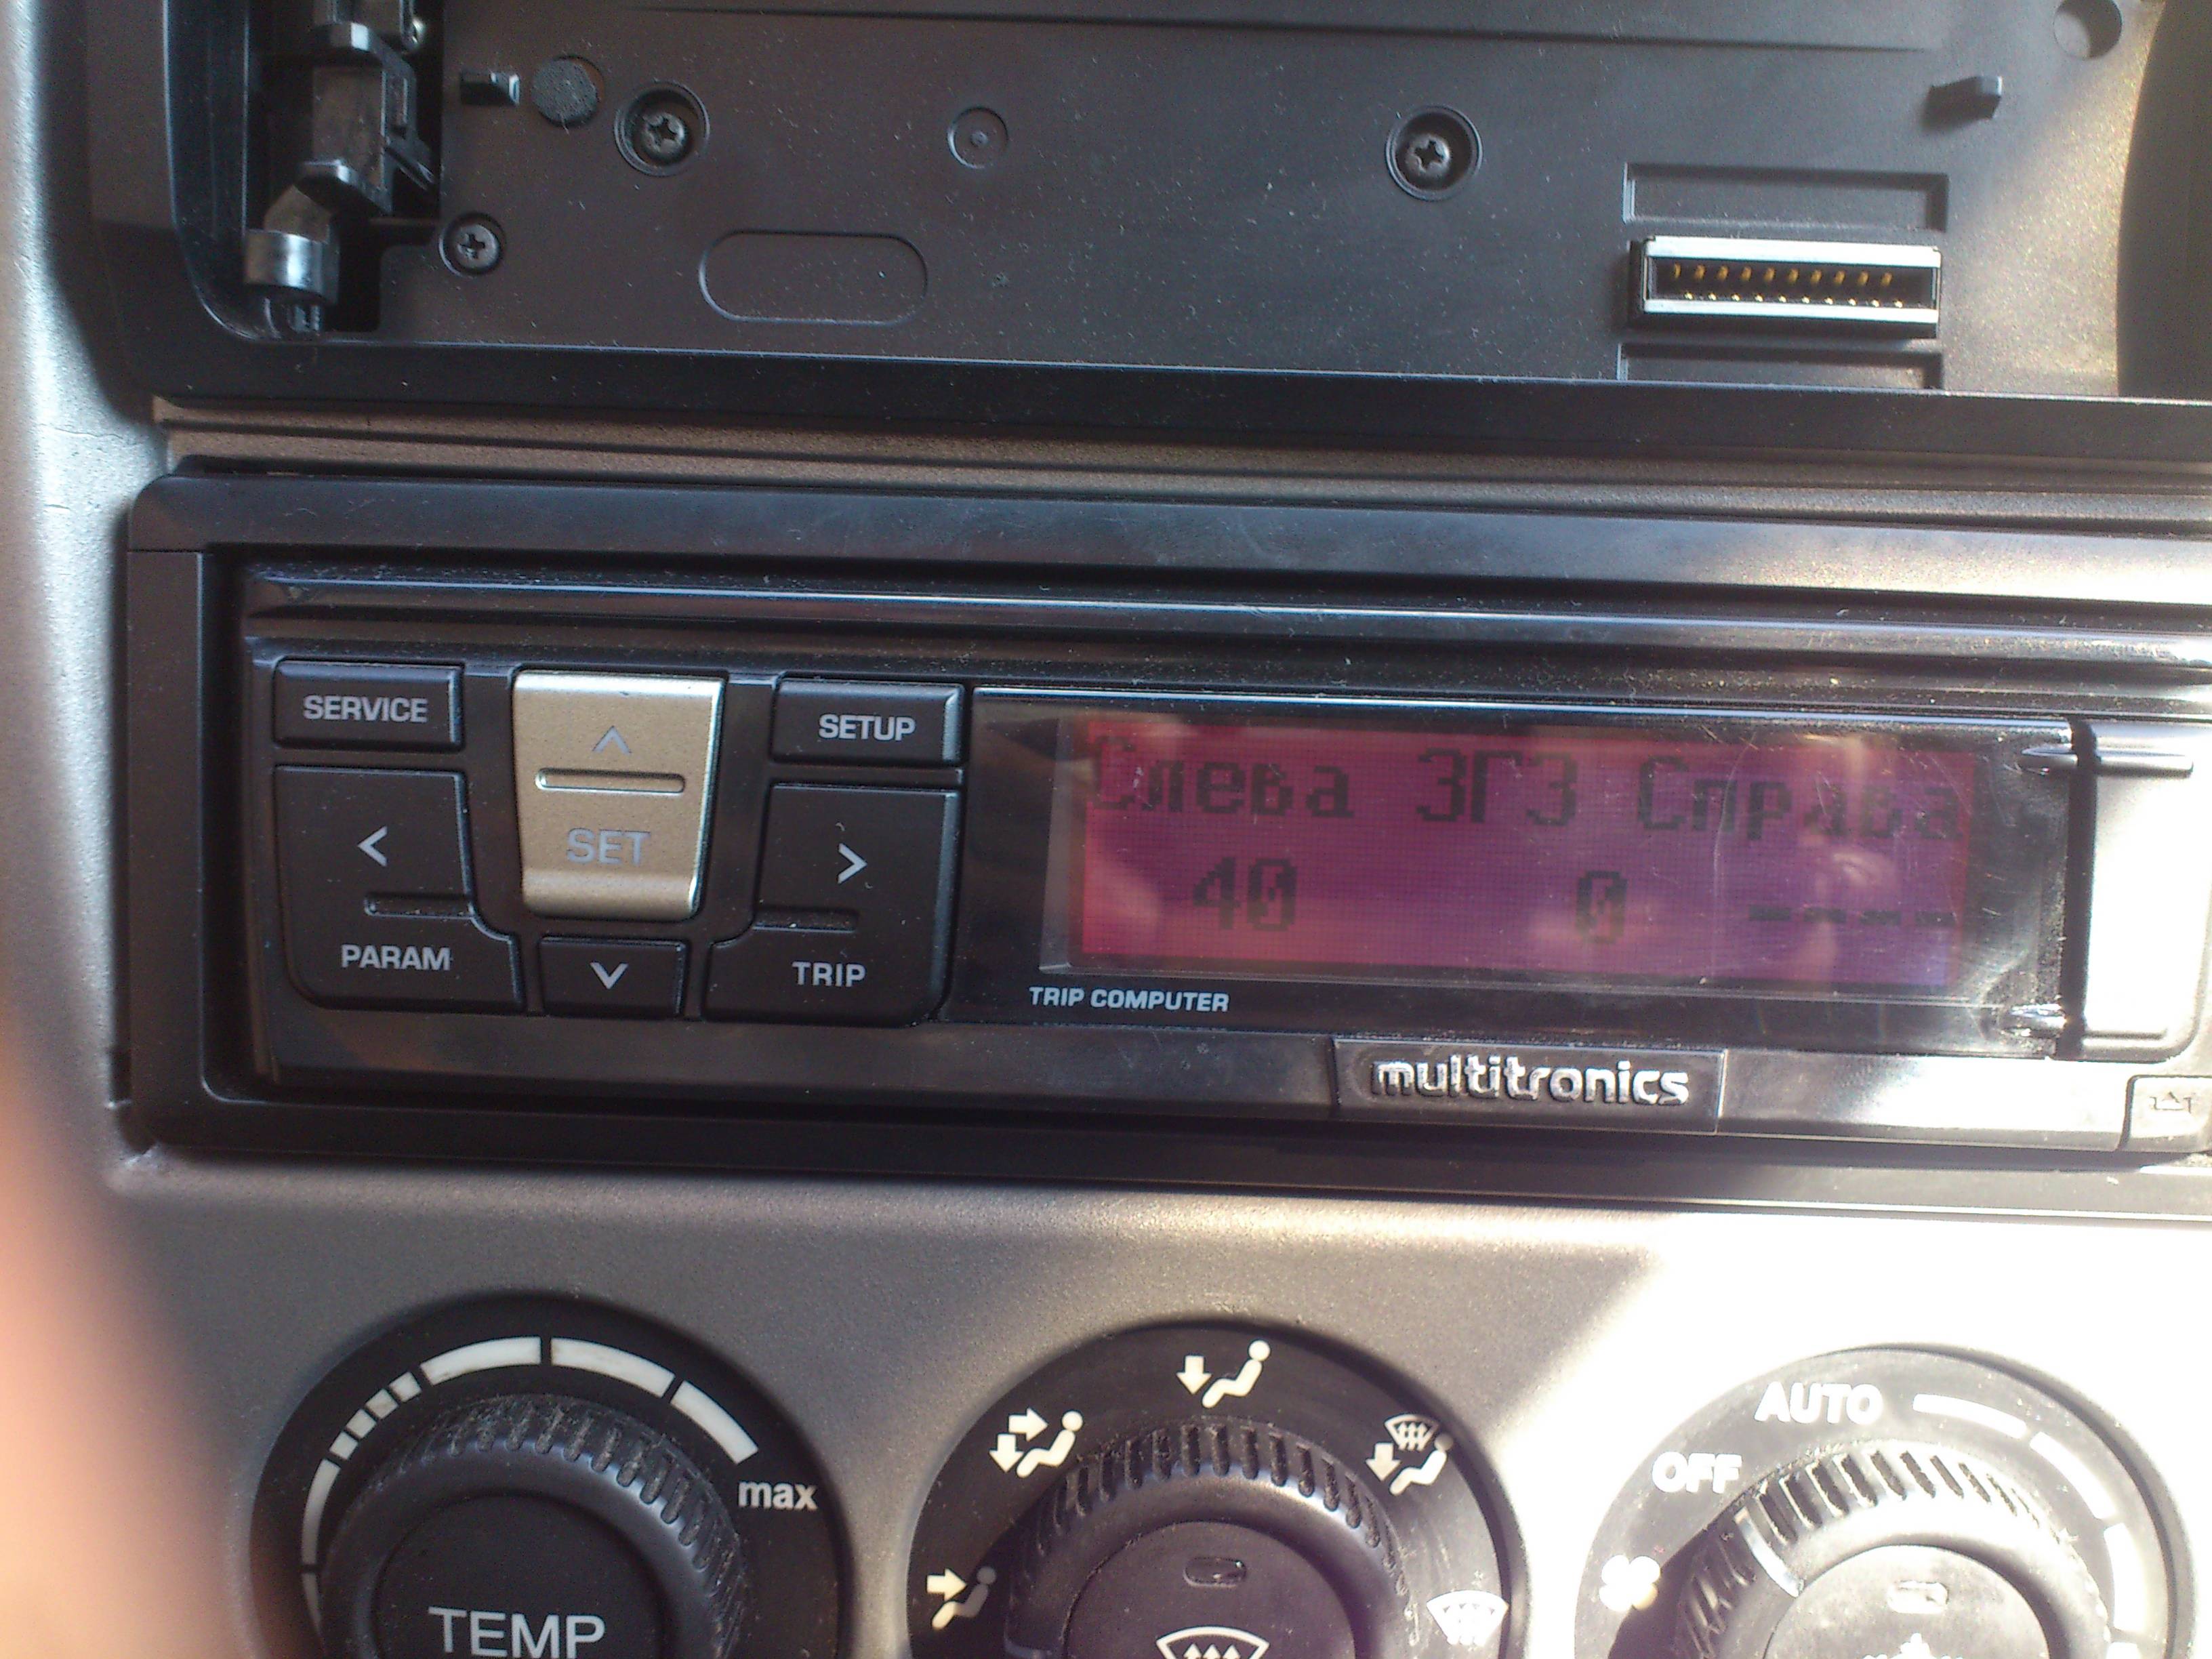 SERVICE
SET
SETUP
PARAM
TRIP
Слева ЗГЗ Справа
40 0 ----
TRIP COMPUTER
multitronics
max
TEMP
AUTO
OFF